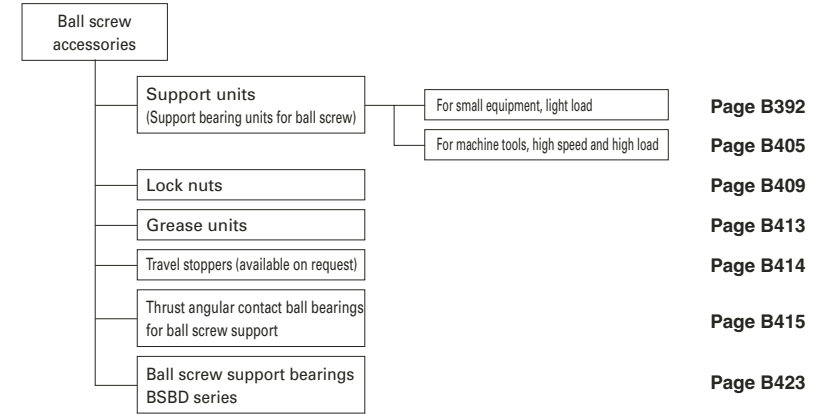 Ball screw
accessories
Support units
(Support bearing units for ball screw)
For small equipment, light load
Page B392
For machine tools, high speed and high load
Page B405
Lock nuts
Page B409
Grease units
Page B413
Travel stoppers (available on request)
Page B414
Thrust angular contact ball bearings
for ball screw support
Page B415
Ball screw support bearings
BSBD series
Page B423